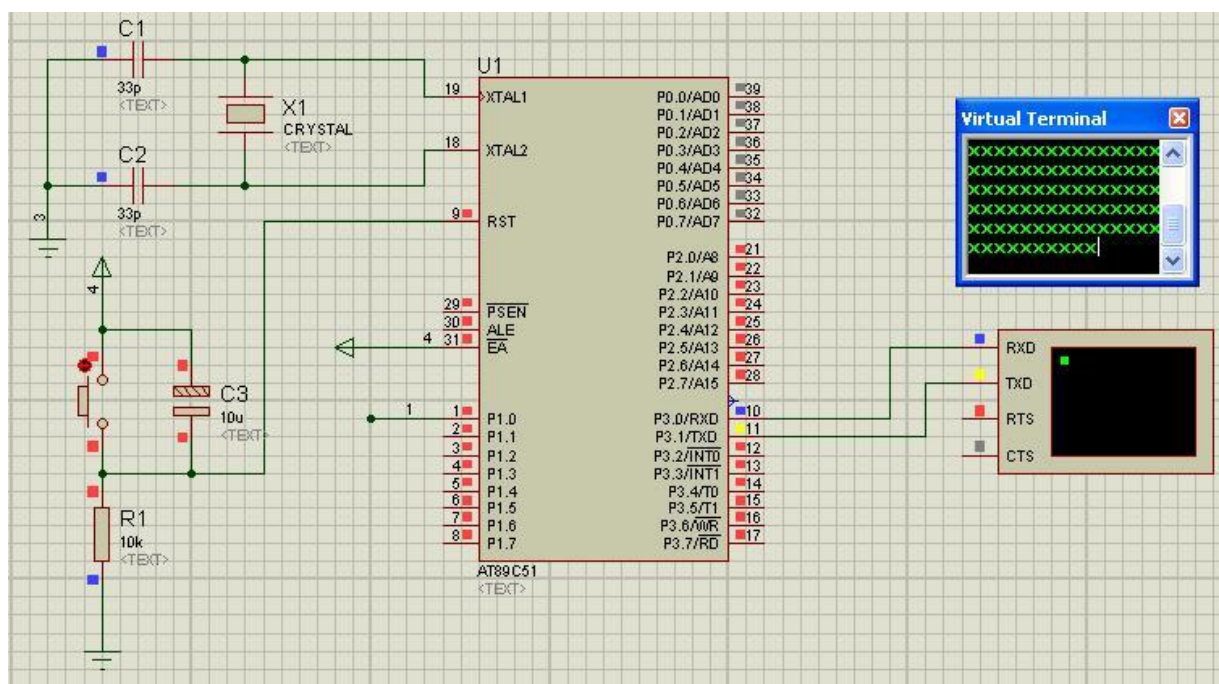 C1
33p
<TEXT>
X1
CRYSTAL
<TEXT>
C2
33p
<TEXT>
3
4
C3
10u
<TEXT>
R1
10k
<TEXT>
U1
19 XTAL1
18 XTAL2
9 RST
29 PSEN
30 ALE
4 31 EA
1 1 P1.0
2 P1.1
3 P1.2
4 P1.3
5 P1.4
6 P1.5
7 P1.6
8 P1.7
P0.0/AD0 39
P0.1/AD1 38
P0.2/AD2 37
P0.3/AD3 36
P0.4/AD4 35
P0.5/AD5 34
P0.6/AD6 33
P0.7/AD7 32
P2.0/A8 21
P2.1/A9 22
P2.2/A10 23
P2.3/A11 24
P2.4/A12 25
P2.5/A13 26
P2.6/A14 27
P2.7/A15 28
P3.0/RXD 10
P3.1/TXD 11
P3.2/INT0 12
P3.3/INT1 13
P3.4/T0 14
P3.5/T1 15
P3.6/WR 16
P3.7/RD 17
AT89C51
<TEXT>
Virtual Terminal
XXXXXXXXXXXXXXX
XXXXXXXXXXXXXXX
XXXXXXXXXXXXXXX
XXXXXXXXXXXXXXX
XXXXXXXXXXX
XXXXXXXXXX
RXD
TXD
RTS
CTS